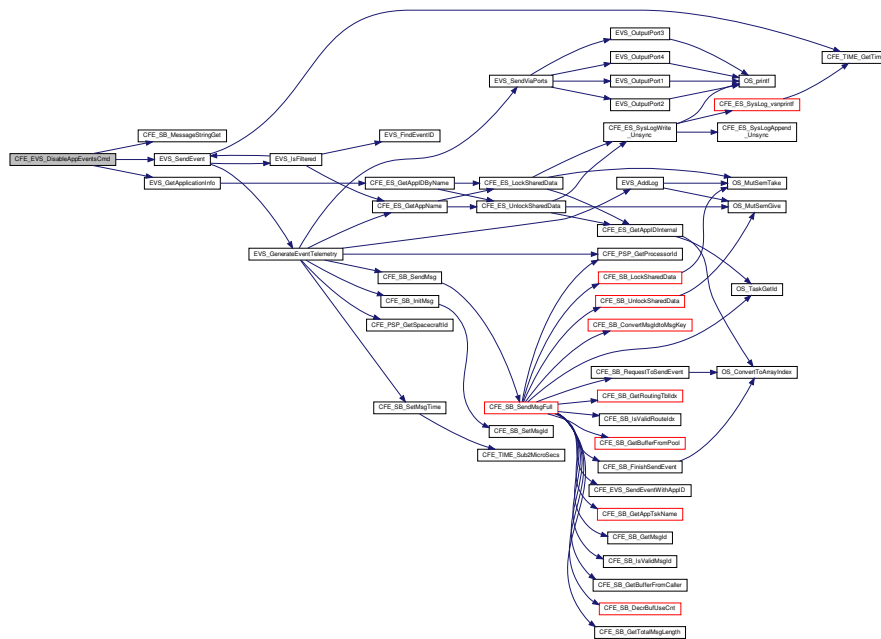 EVS_OutputPort3
CFE_TIME_GetTime
EVS_OutputPort4
EVS_SendViaPorts
EVS_OutputPort1
OS_printf
EVS_OutputPort2
CFE_ES_SysLog_vsnprintf
CFE_SB_MessageStringGet
EVS_FindEventID
CFE_ES_SysLogWrite
_Unsync
CFE_ES_SysLogAppend
_Unsync
CFE_EVS_DisableAppEventsCmd
EVS_SendEvent
EVS_IsFiltered
EVS_GetApplicationInfo
CFE_ES_GetAppIDByName
CFE_ES_LockSharedData
EVS_AddLog
OS_MutSemTake
CFE_ES_GetAppName
CFE_ES_UnlockSharedData
OS_MutSemGive
CFE_ES_GetAppIDInternal
EVS_GenerateEventTelemetry
CFE_PSP_GetProcessorId
CFE_SB_SendMsg
CFE_SB_LockSharedData
OS_TaskGetId
CFE_SB_InitMsg
CFE_SB_UnlockSharedData
CFE_PSP_GetSpacecraftId
CFE_SB_ConvertMsgIdtoMsgKey
CFE_SB_RequestToSendEvent
OS_ConvertToArrayIndex
CFE_SB_GetRoutingTblIdx
CFE_SB_SetMsgTime
CFE_SB_SendMsgFull
CFE_SB_IsValidRouteIdx
CFE_SB_SetMsgId
CFE_SB_GetBufferFromPool
CFE_TIME_Sub2MicroSecs
CFE_SB_FinishSendEvent
CFE_EVS_SendEventWithAppID
CFE_SB_GetAppTskName
CFE_SB_GetMsgId
CFE_SB_IsValidMsgId
CFE_SB_GetBufferFromCaller
CFE_SB_DecrBufUseCnt
CFE_SB_GetTotalMsgLength